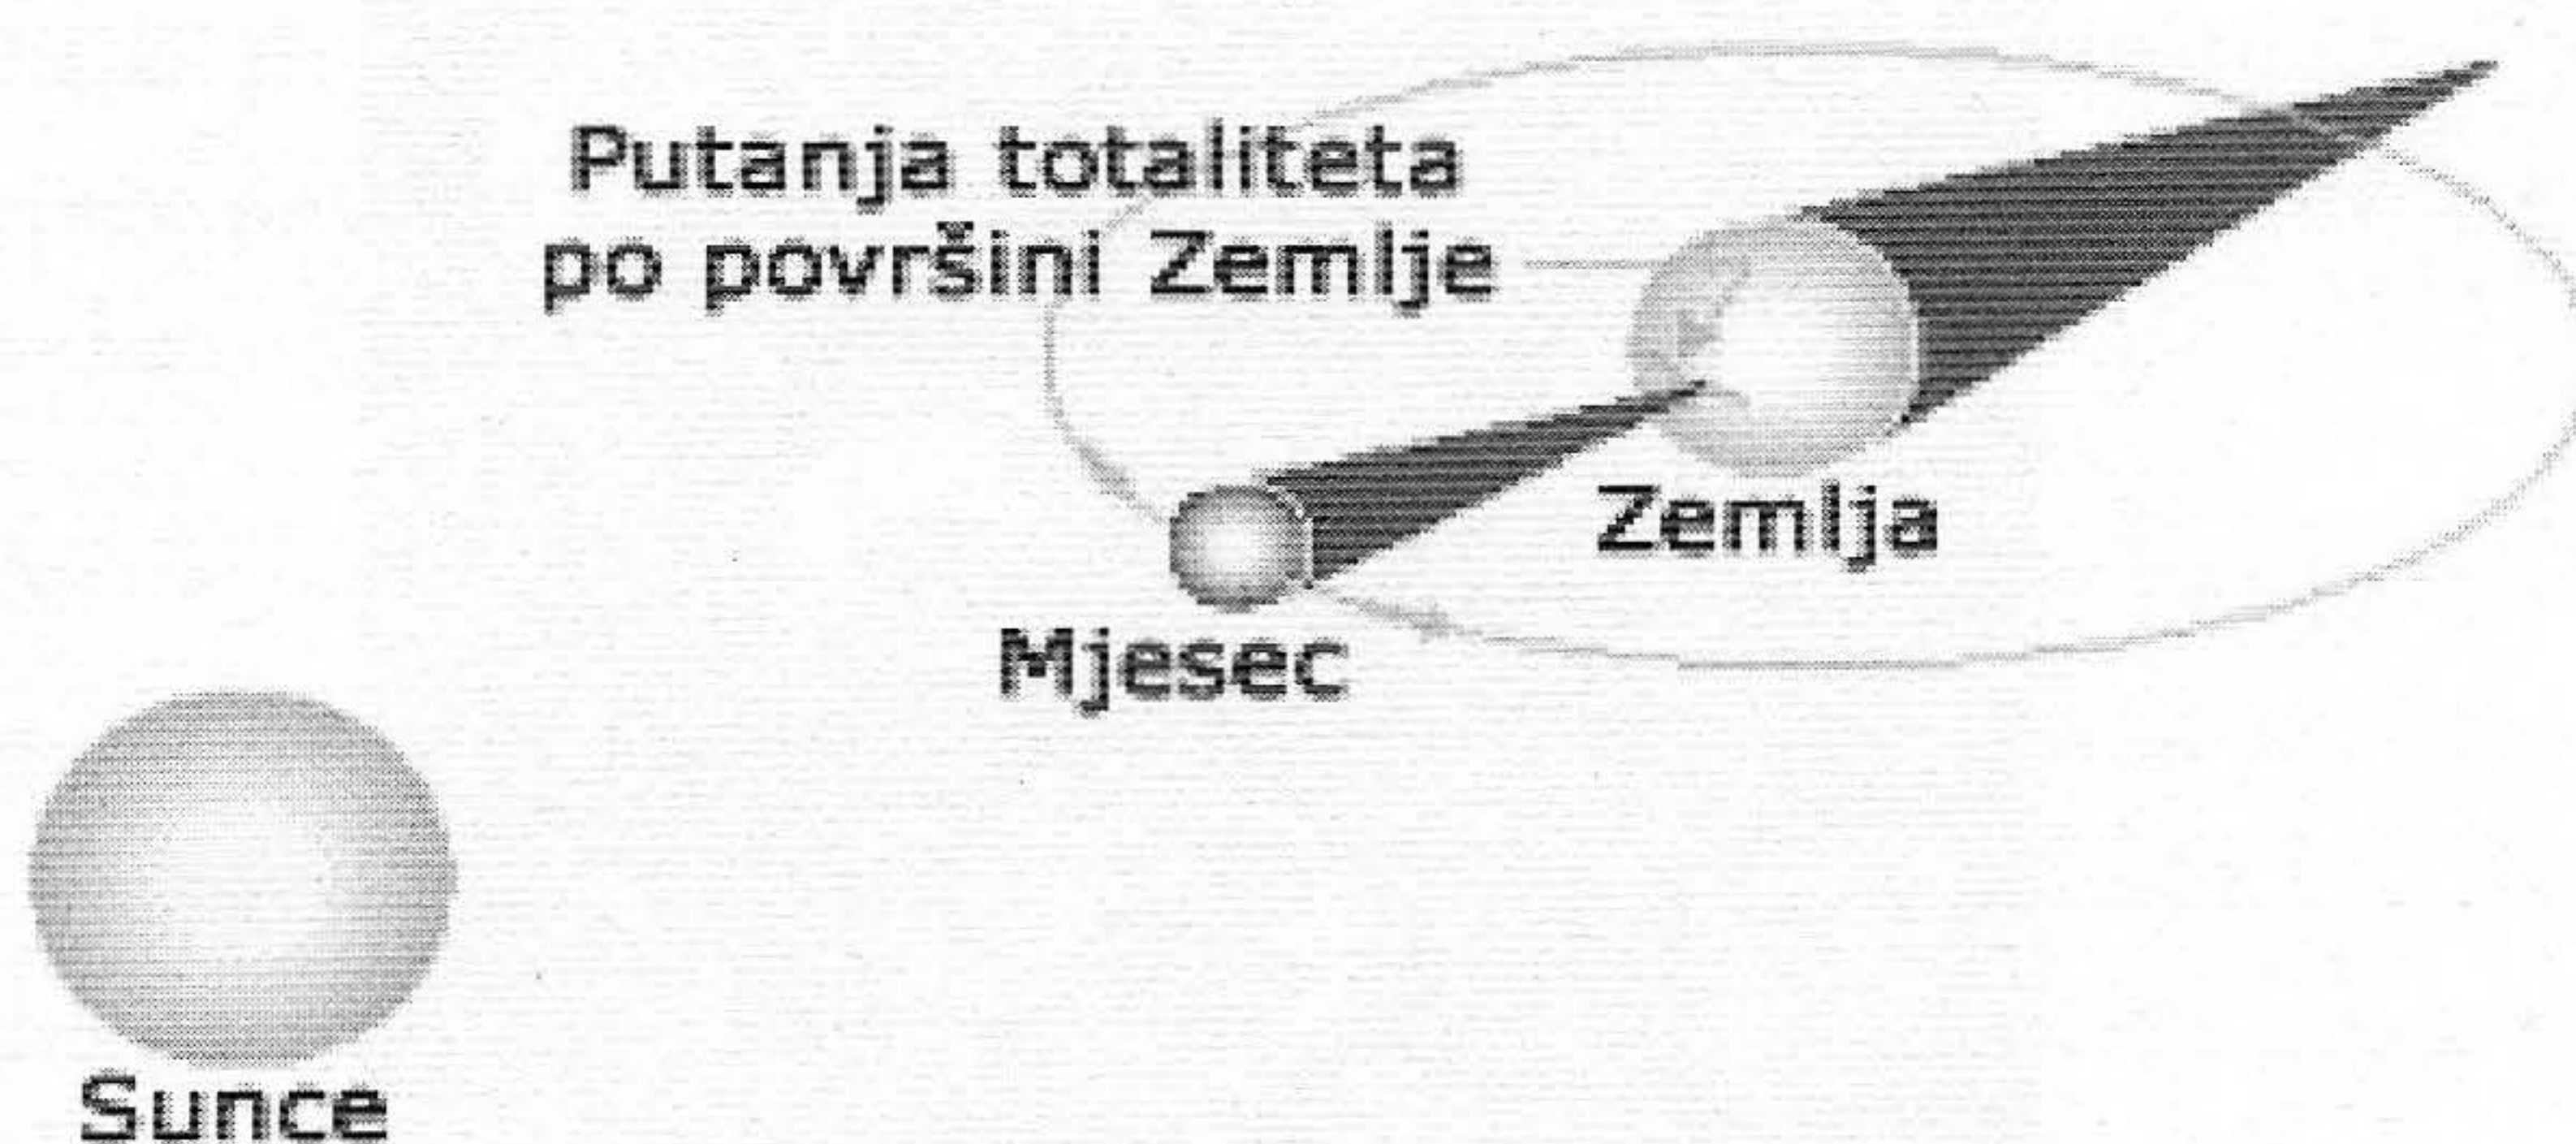 Putanja totaliteta
po površini Zemlje
Zemlja
Mjesec
Sunce